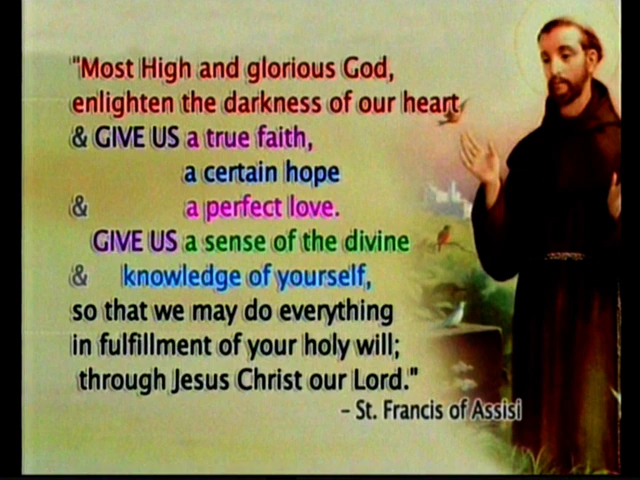 "Most High and glorious God,
enlighten the darkness of our heart
& GIVE US a true faith,
a certain hope
& a perfect love.
GIVE US a sense of the divine
& knowledge of yourself,
so that we may do everything
in fulfillment of your holy will;
through Jesus Christ our Lord."
– St. Francis of Assisi